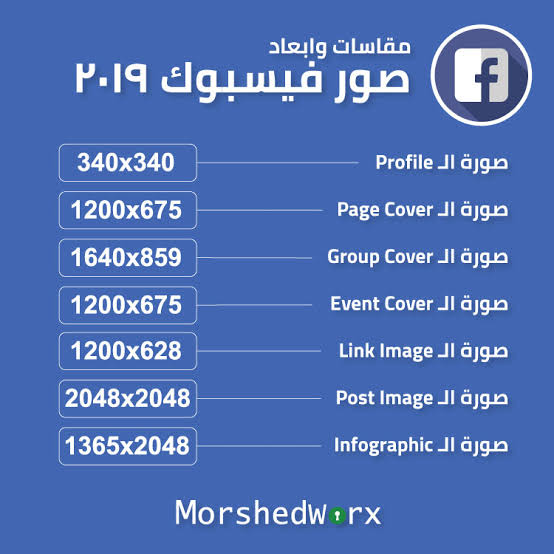 مقاسات وابعاد
صور فيسبوك ٢٠١٩
صورة الـ Profile 340x340
صورة الـ Page Cover 1200x675
صورة الـ Group Cover 1640x859
صورة الـ Event Cover 1200x675
صورة الـ Link Image 1200x628
صورة الـ Post Image 2048x2048
صورة الـ Infographic 1365x2048
MorshedWorx